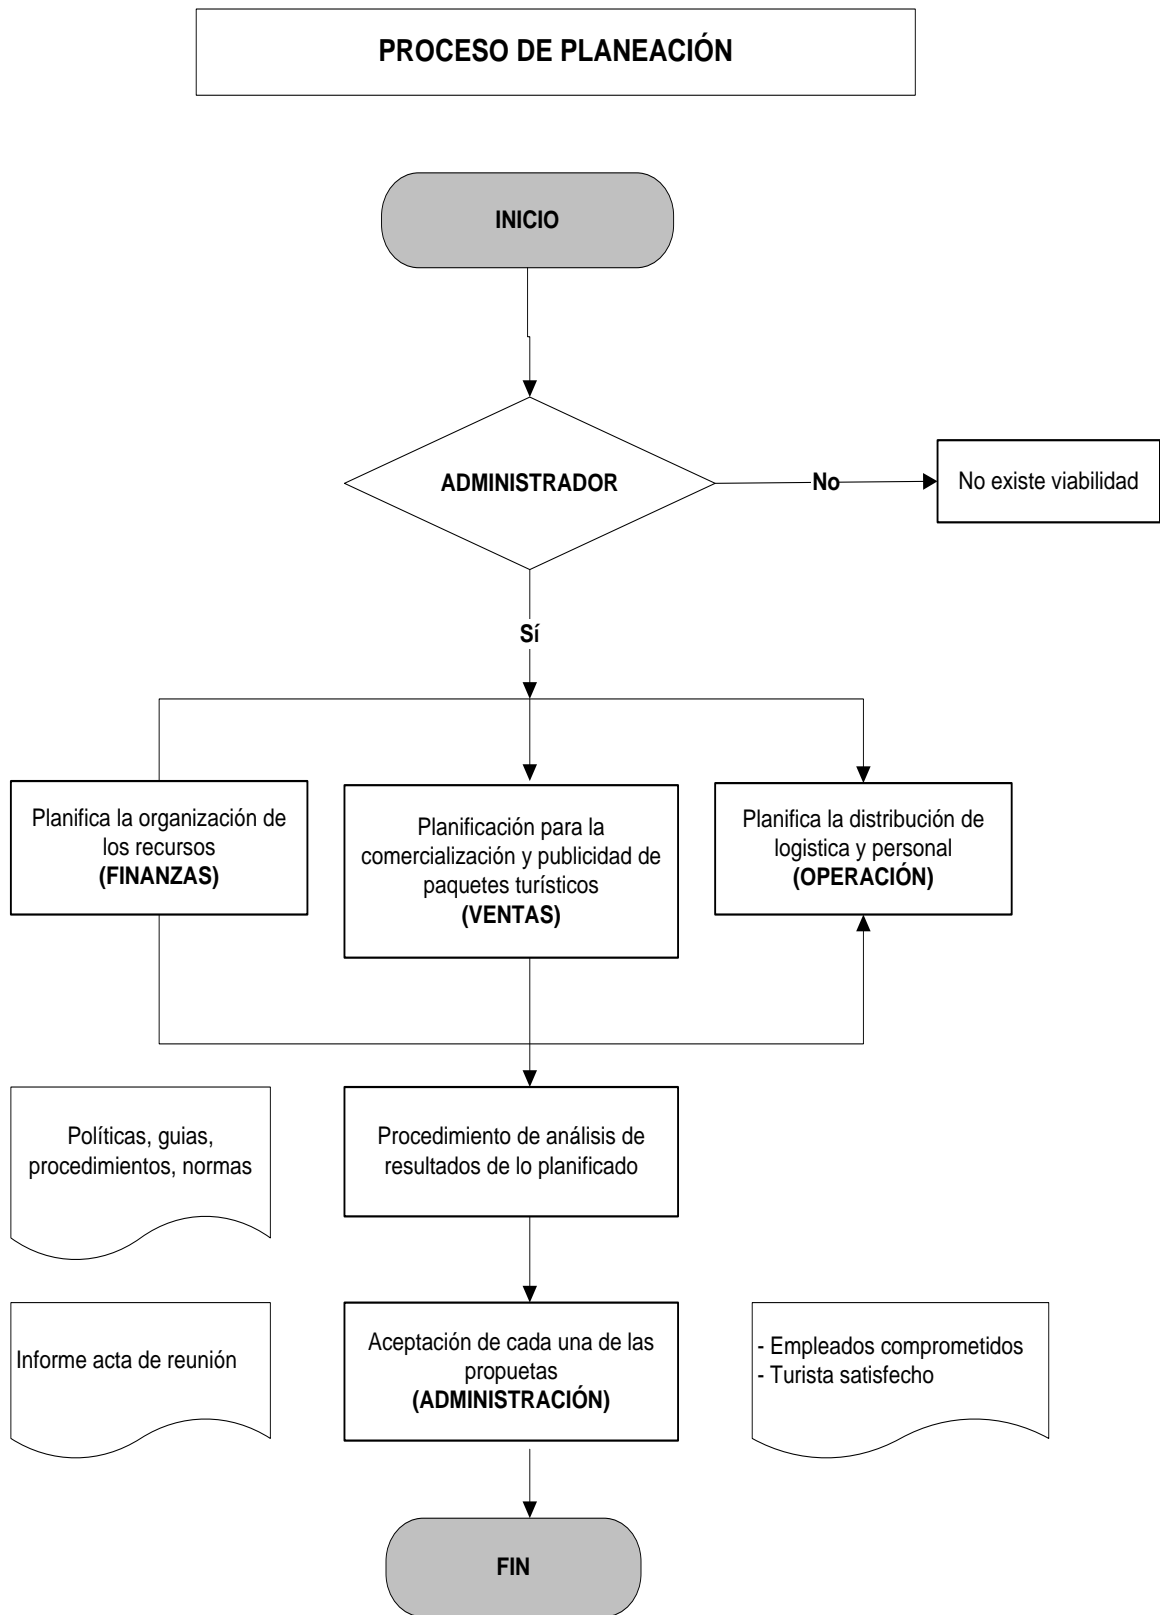 PROCESO DE PLANEACIÓN
INICIO
ADMINISTRADOR
No
No existe viabilidad
Sí
Planifica la organización de
los recursos
(FINANZAS)
Planificación para la
comercialización y publicidad de
paquetes turísticos
(VENTAS)
Planifica la distribución de
logistica y personal
(OPERACIÓN)
Políticas, guias,
procedimientos, normas
Procedimiento de análisis de
resultados de lo planificado
Informe acta de reunión
Aceptación de cada una de las
propuetas
(ADMINISTRACIÓN)
- Empleados comprometidos
- Turista satisfecho
FIN